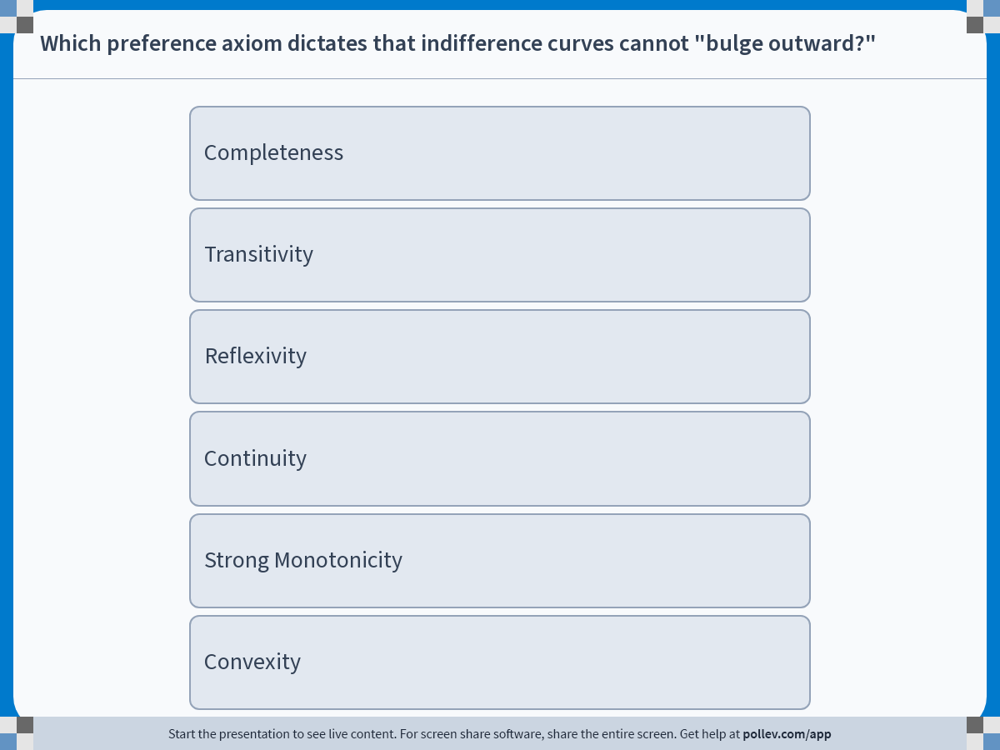 Which preference axiom dictates that indifference curves cannot "bulge outward?"
Completeness
Transitivity
Reflexivity
Continuity
Strong Monotonicity
Convexity
Start the presentation to see live content. For screen share software, share the entire screen. Get help at pollev.com/app